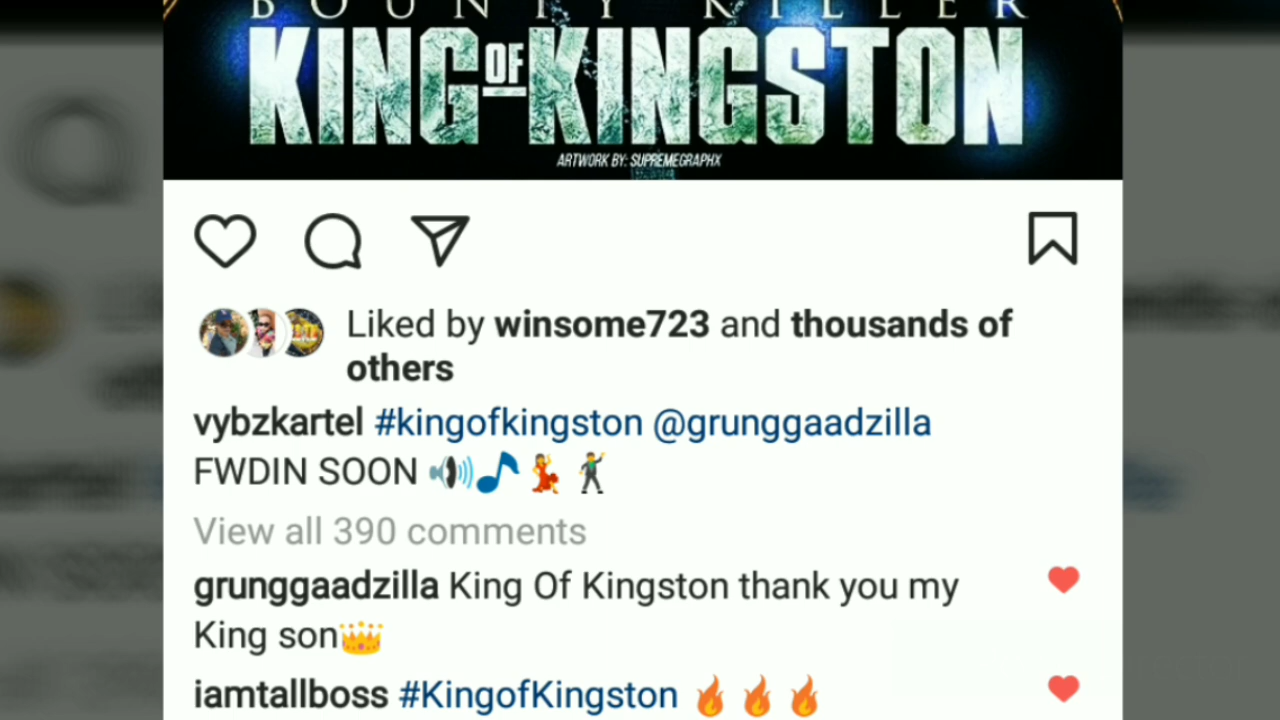 BOUNTY KILLER
KING OF KINGSTON
ARTWORK BY: SUPREMEGRAPHX
Liked by winsome723 and thousands of
others
vybzkartel #kingofkingston @grunggaadzilla
FWDIN SOON 🔊🎵💃🕺
View all 390 comments
grunggaadzilla King Of Kingston thank you my
King son👑
iamtallboss #KingofKingston 🔥🔥🔥